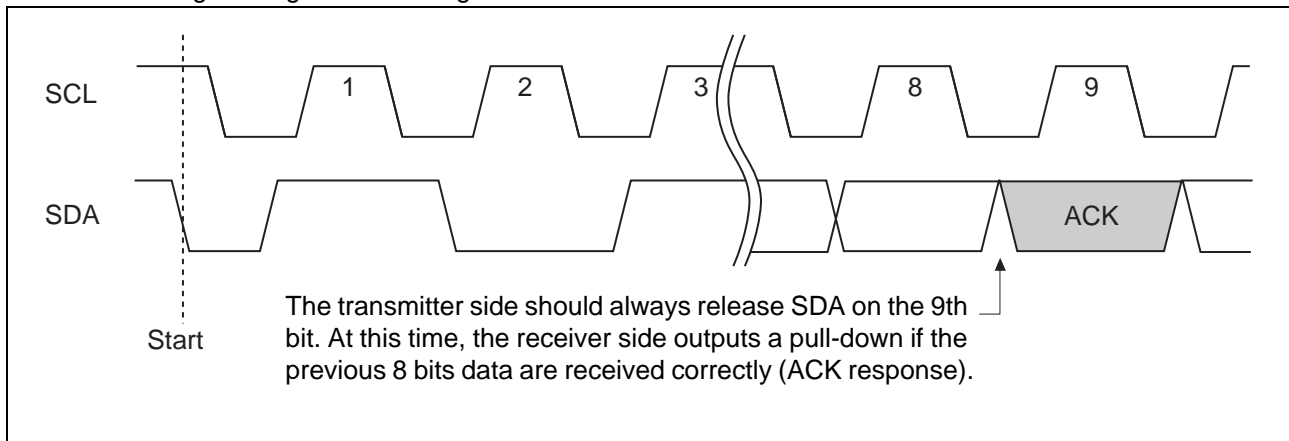 SCL
1
2
3
8
9
SDA
ACK
Start
The transmitter side should always release SDA on the 9th
bit. At this time, the receiver side outputs a pull-down if the
previous 8 bits data are received correctly (ACK response).